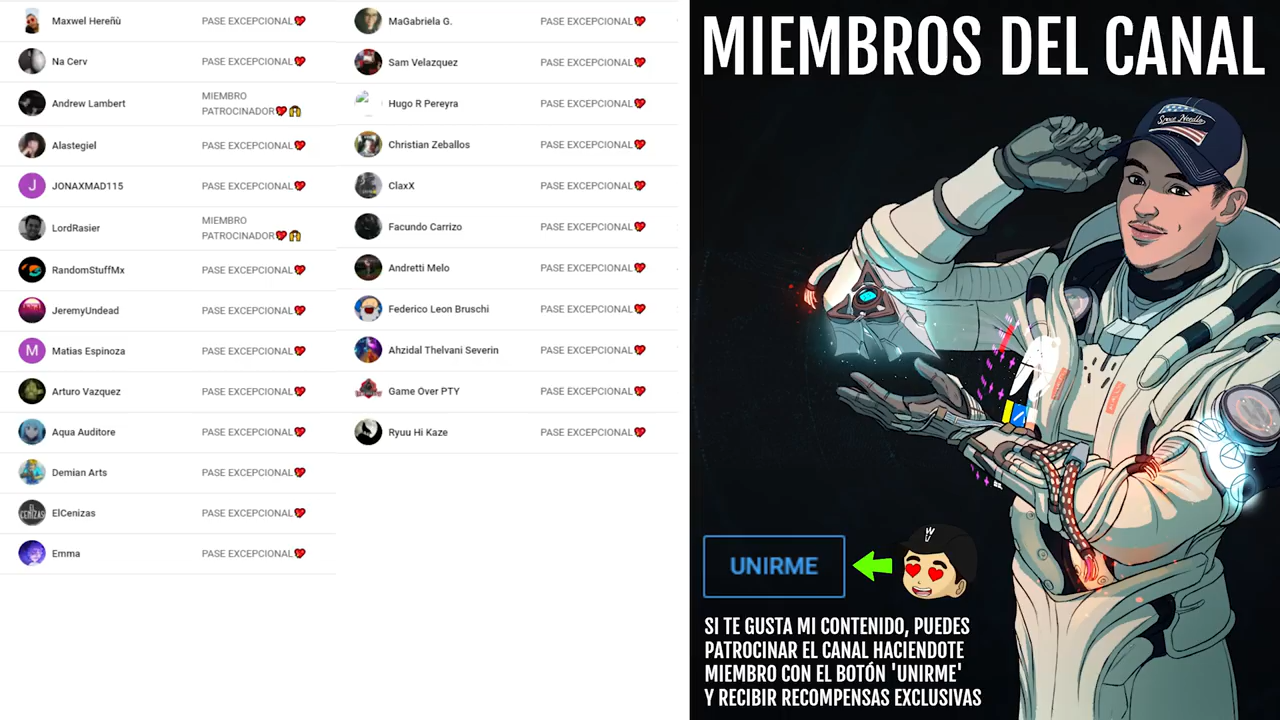 Maxwel Hereñù PASE EXCEPCIONAL
Na Cerv PASE EXCEPCIONAL
Andrew Lambert MIEMBRO
PATROCINADOR
Alastegiel PASE EXCEPCIONAL
J JONAXMAD115 PASE EXCEPCIONAL
LordRasier MIEMBRO
PATROCINADOR
RandomStuffMx PASE EXCEPCIONAL
JeremyUndead PASE EXCEPCIONAL
M Matias Espinoza PASE EXCEPCIONAL
Arturo Vazquez PASE EXCEPCIONAL
Aqua Auditore PASE EXCEPCIONAL
Demian Arts PASE EXCEPCIONAL
EL CENIZAS ElCenizas PASE EXCEPCIONAL
Emma PASE EXCEPCIONAL
MaGabriela G. PASE EXCEPCIONAL
Sam Velazquez PASE EXCEPCIONAL
Hugo R Pereyra PASE EXCEPCIONAL
Christian Zeballos PASE EXCEPCIONAL
ClaxX PASE EXCEPCIONAL
Facundo Carrizo PASE EXCEPCIONAL
Andretti Melo PASE EXCEPCIONAL
Federico Leon Bruschi PASE EXCEPCIONAL
Ahzidal Thelvani Severin PASE EXCEPCIONAL
Game Over PTY PASE EXCEPCIONAL
Ryuu Hi Kaze PASE EXCEPCIONAL
MIEMBROS DEL CANAL
Space Needle
UNIRME
SI TE GUSTA MI CONTENIDO, PUEDES
PATROCINAR EL CANAL HACIENDOTE
MIEMBRO CON EL BOTÓN 'UNIRME'
Y RECIBIR RECOMPENSAS EXCLUSIVAS